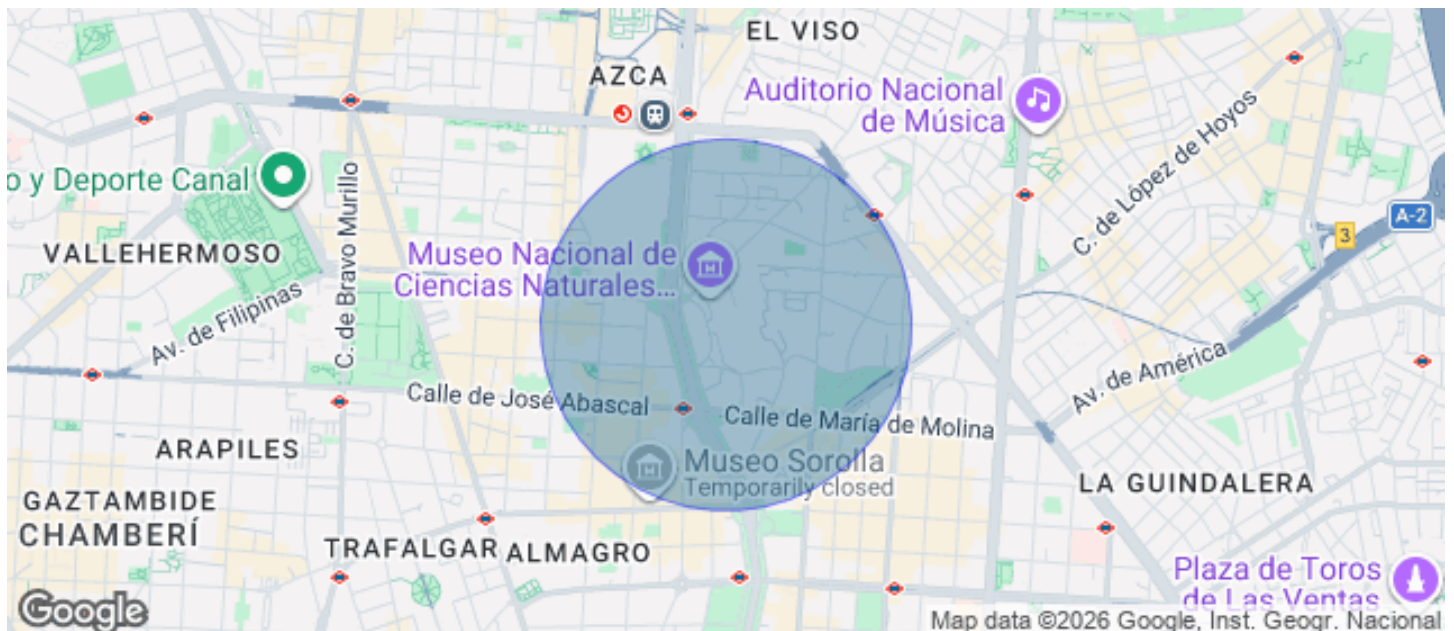 EL VISO
AZCA
Auditorio Nacional
de Música
C. de López de Hoyos
A-2
3
o y Deporte Canal
C. de Bravo Murillo
VALLEHERMOSO
Museo Nacional de
Ciencias Naturales...
Av. de Filipinas
Av. de América
Calle de José Abascal
Calle de María de Molina
ARAPILES
Museo Sorolla
Temporarily closed
LA GUINDALERA
GAZTAMBIDE
CHAMBERÍ
TRAFALGAR
ALMAGRO
Plaza de Toros
de Las Ventas
Google
Map data ©2026 Google, Inst. Geogr. Nacional